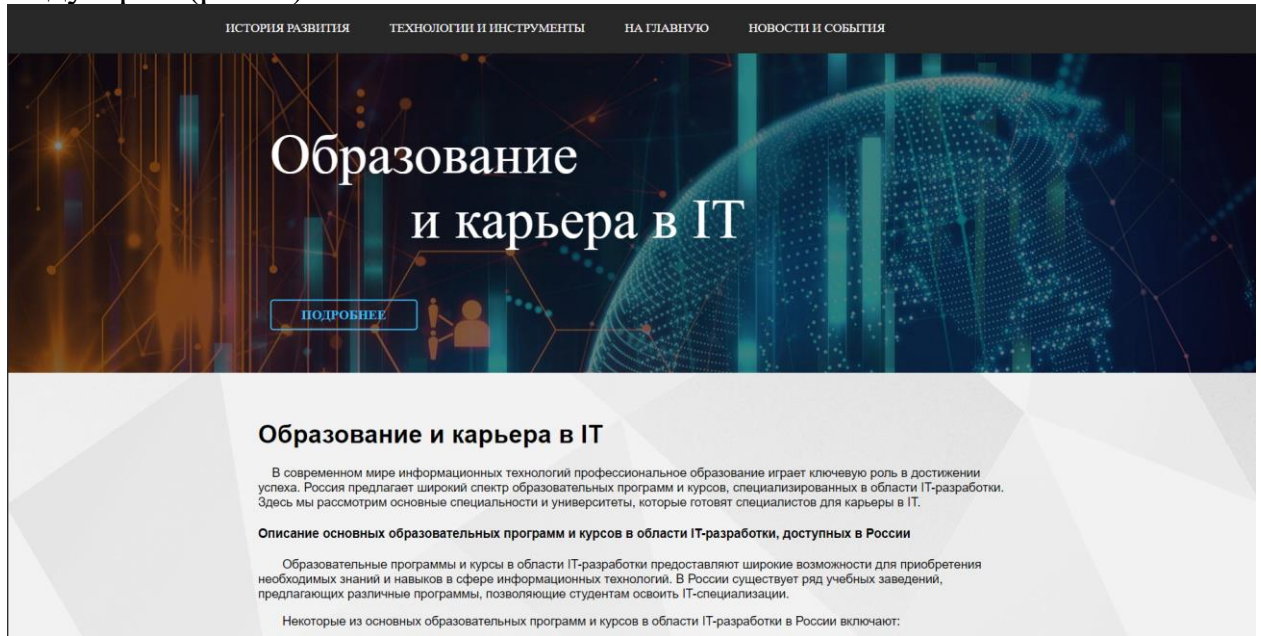 ИСТОРИЯ РАЗВИТИЯ ТЕХНОЛОГИИ И ИНСТРУМЕНТЫ НА ГЛАВНУЮ НОВОСТИ И СОБЫТИЯ
Образование
и карьера в IT
ПОДРОБНЕЕ
Образование и карьера в IT
В современном мире информационных технологий профессиональное образование играет ключевую роль в достижении
успеха. Россия предлагает широкий спектр образовательных программ и курсов, специализированных в области IT-разработки.
Здесь мы рассмотрим основные специальности и университеты, которые готовят специалистов для карьеры в IT.
Описание основных образовательных программ и курсов в области IT-разработки, доступных в России
Образовательные программы и курсы в области IT-разработки предоставляют широкие возможности для приобретения
необходимых знаний и навыков в сфере информационных технологий. В России существует ряд учебных заведений,
предлагающих различные программы, позволяющие студентам освоить IT-специализации.
Некоторые из основных образовательных программ и курсов в области IT-разработки в России включают: